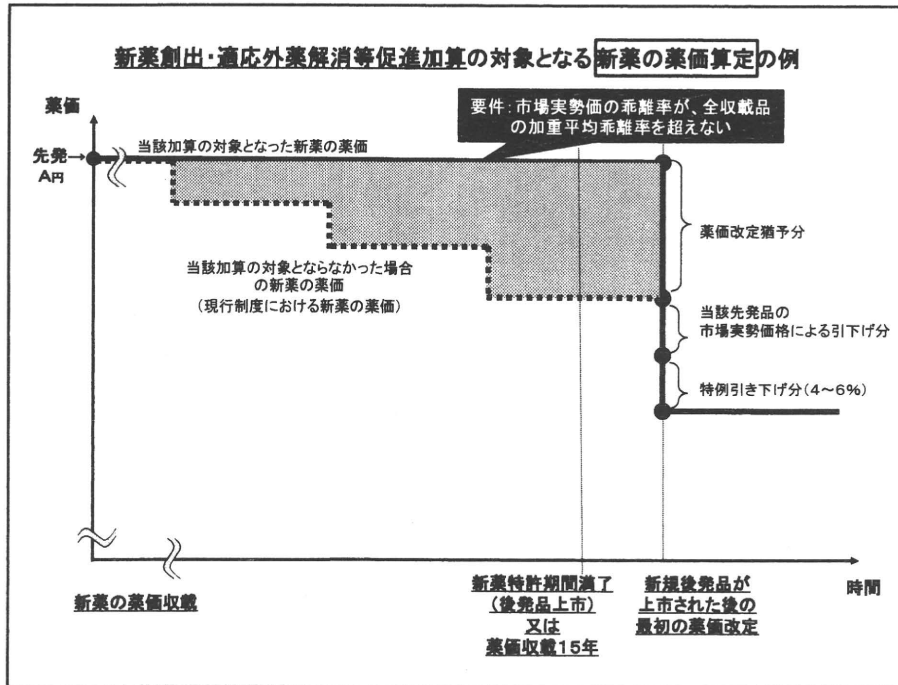 新薬創出・適応外薬解消等促進加算の対象となる新薬の薬価算定の例
薬価
要件：市場実勢価の乖離率が、全収載品
の加重平均乖離率を超えない
当該加算の対象となった新薬の薬価
先発→
A円
薬価改定猶予分
当該加算の対象とならなかった場合
の新薬の薬価
（現行制度における新薬の薬価）
当該先発品の
市場実勢価格による引下げ分
特例引き下げ分(4～6%)
時間
新薬の薬価収載
新薬特許期間満了
（後発品上市）
又は
薬価収載15年
新規後発品が
上市された後の
最初の薬価改定